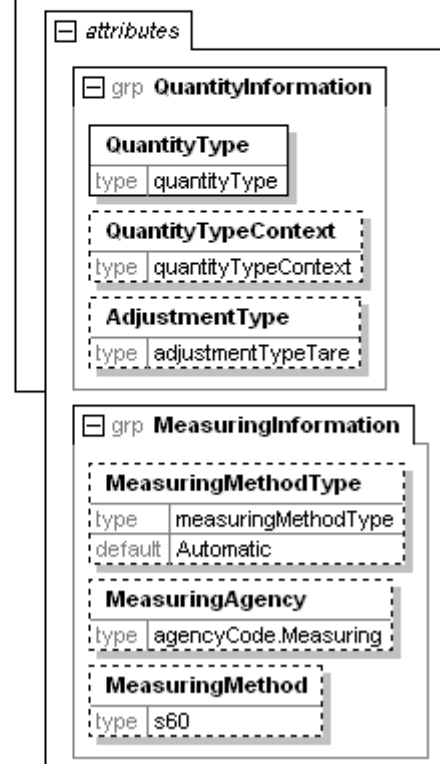 attributes
grp QuantityInformation
QuantityType
type quantityType
QuantityTypeContext
type quantityTypeContext
AdjustmentType
type adjustmentTypeTare
grp MeasuringInformation
MeasuringMethodType
type measuringMethodType
default Automatic
MeasuringAgency
type agencyCode.Measuring
MeasuringMethod
type s60